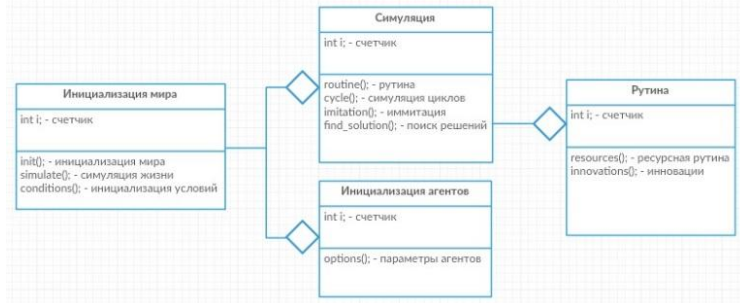 Инициализация мира
int i; - счетчик
init(); - инициализация мира
simulate(); - симуляция жизни
conditions(); - инициализация условий
Симуляция
int i; - счетчик
routine(); - рутина
cycle(); - симуляция циклов
imitation(); - иммитация
find_solution(); - поиск решений
Инициализация агентов
int i; - счетчик
options(); - параметры агентов
Рутина
int i; - счетчик
resources(); - ресурсная рутина
innovations(); - инновации